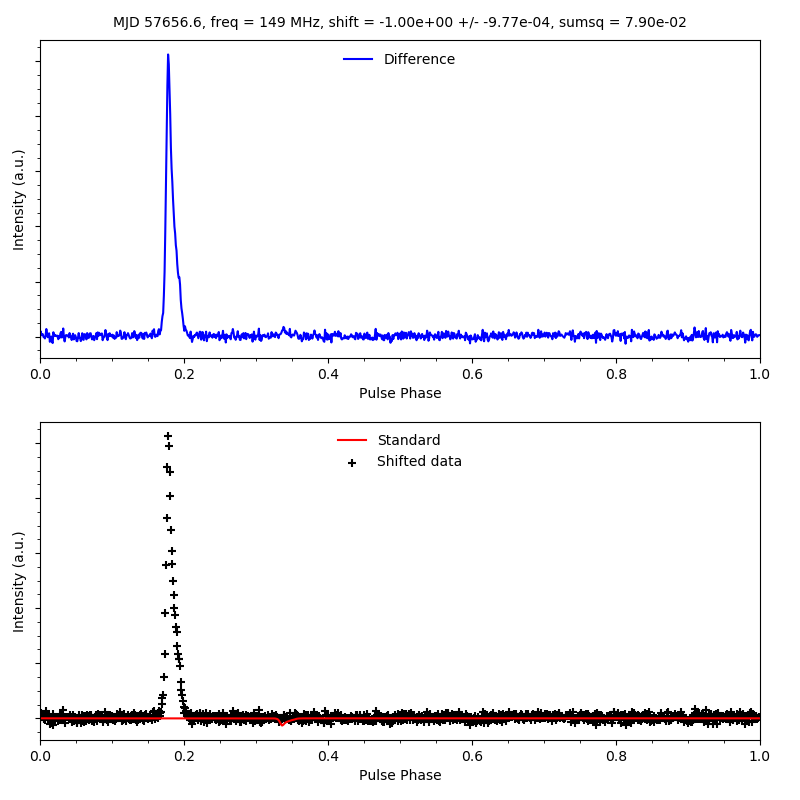 MJD 57656.6, freq = 149 MHz, shift = -1.00e+00 +/- -9.77e-04, sumsq = 7.90e-02
Difference
Intensity (a.u.)
0.0 0.2 0.4 0.6 0.8 1.0
Pulse Phase
Standard
Shifted data
Intensity (a.u.)
0.0 0.2 0.4 0.6 0.8 1.0
Pulse Phase